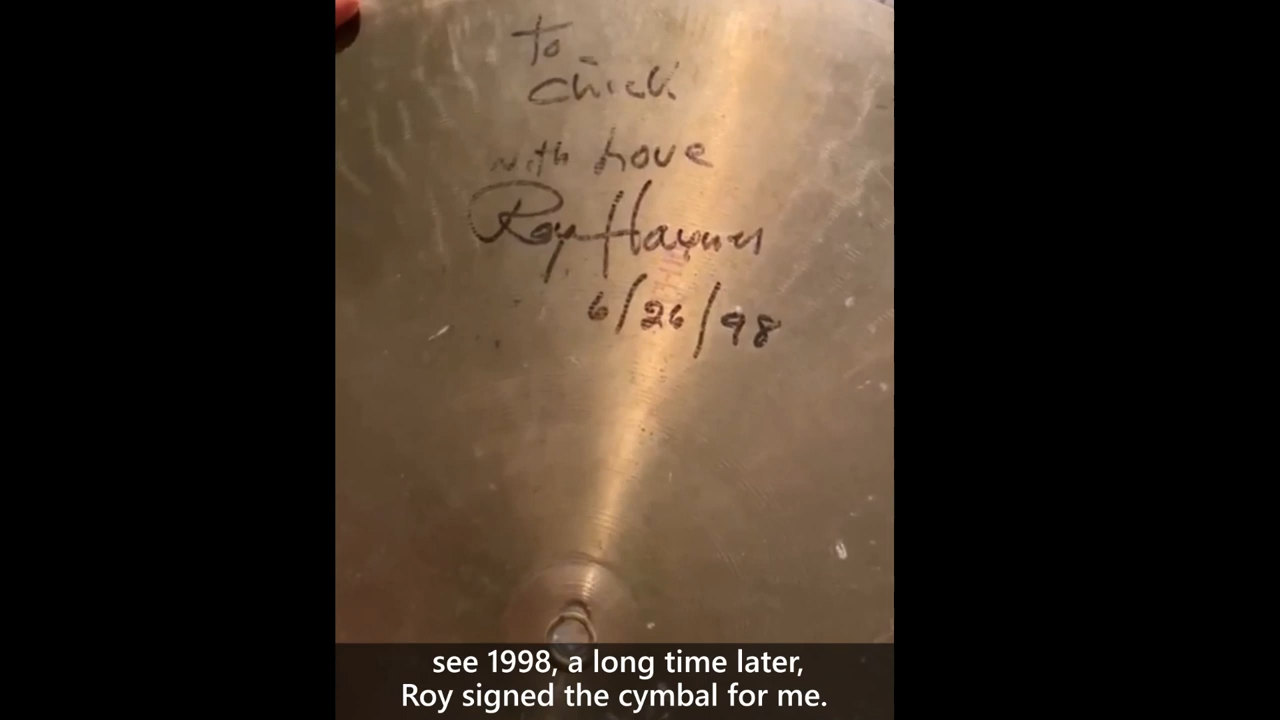 To
Chick
with Love
Roy Haynes
6/26/98
see 1998, a long time later,
Roy signed the cymbal for me.